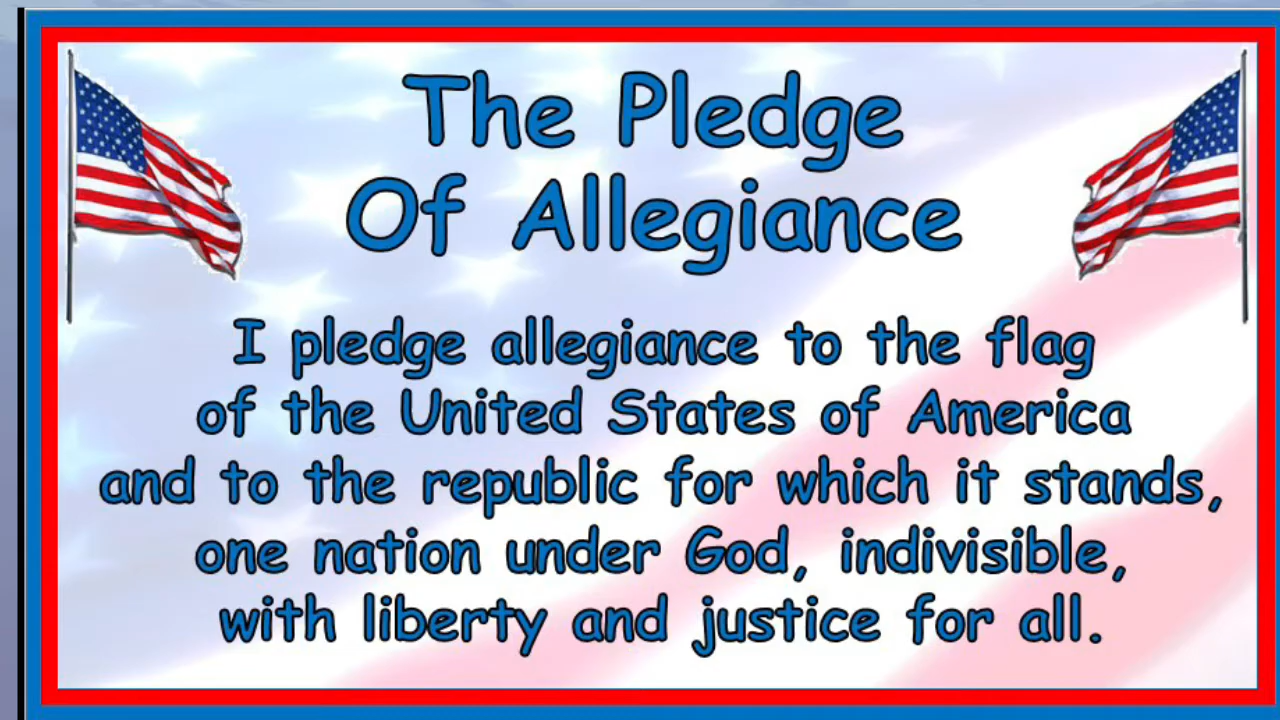 The Pledge
Of Allegiance
I pledge allegiance to the flag
of the United States of America
and to the republic for which it stands,
one nation under God, indivisible,
with liberty and justice for all.